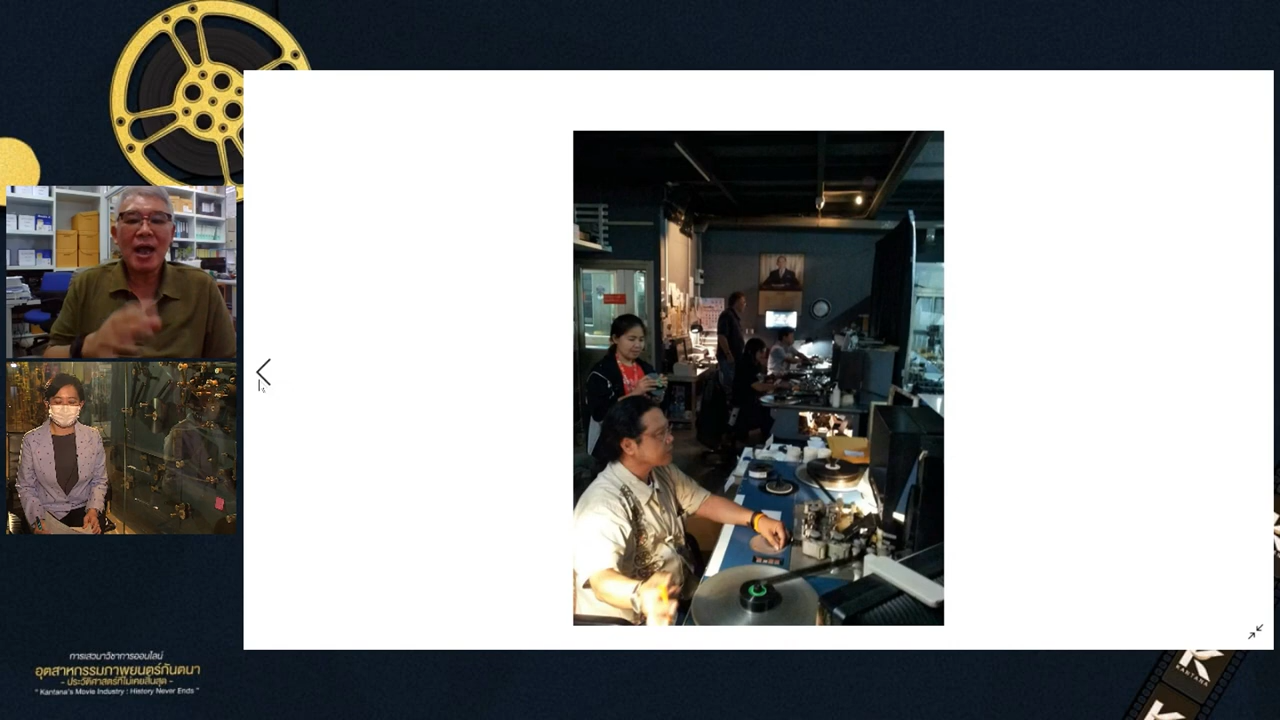 การเสวนาวิชาการออนไลน์
อุตสาหกรรมภาพยนตร์กันตนา
- ประวัติศาสตร์ที่ไม่เคยสิ้นสุด -
" Kantana's Movie Industry : History Never Ends "
KANTANA